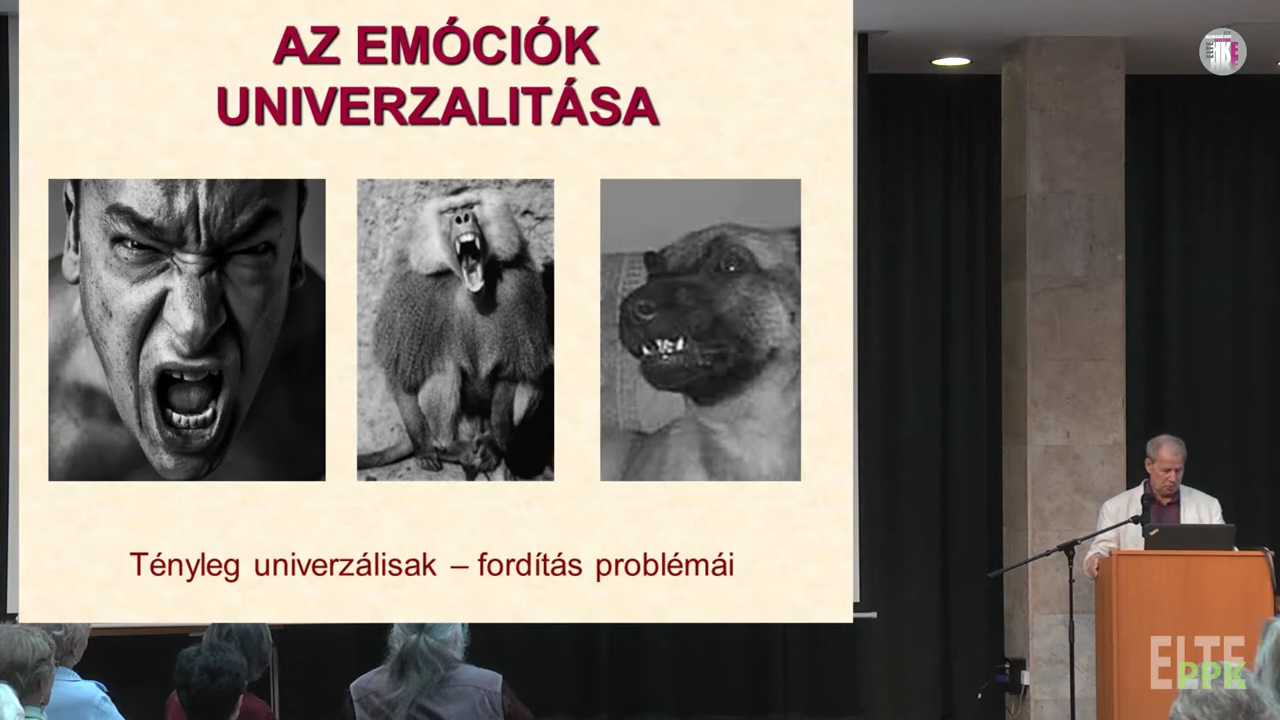 AZ EMÓCIÓK
UNIVERZALITÁSA
Tényleg univerzálisak – fordítás problémái
ELTE
PPK